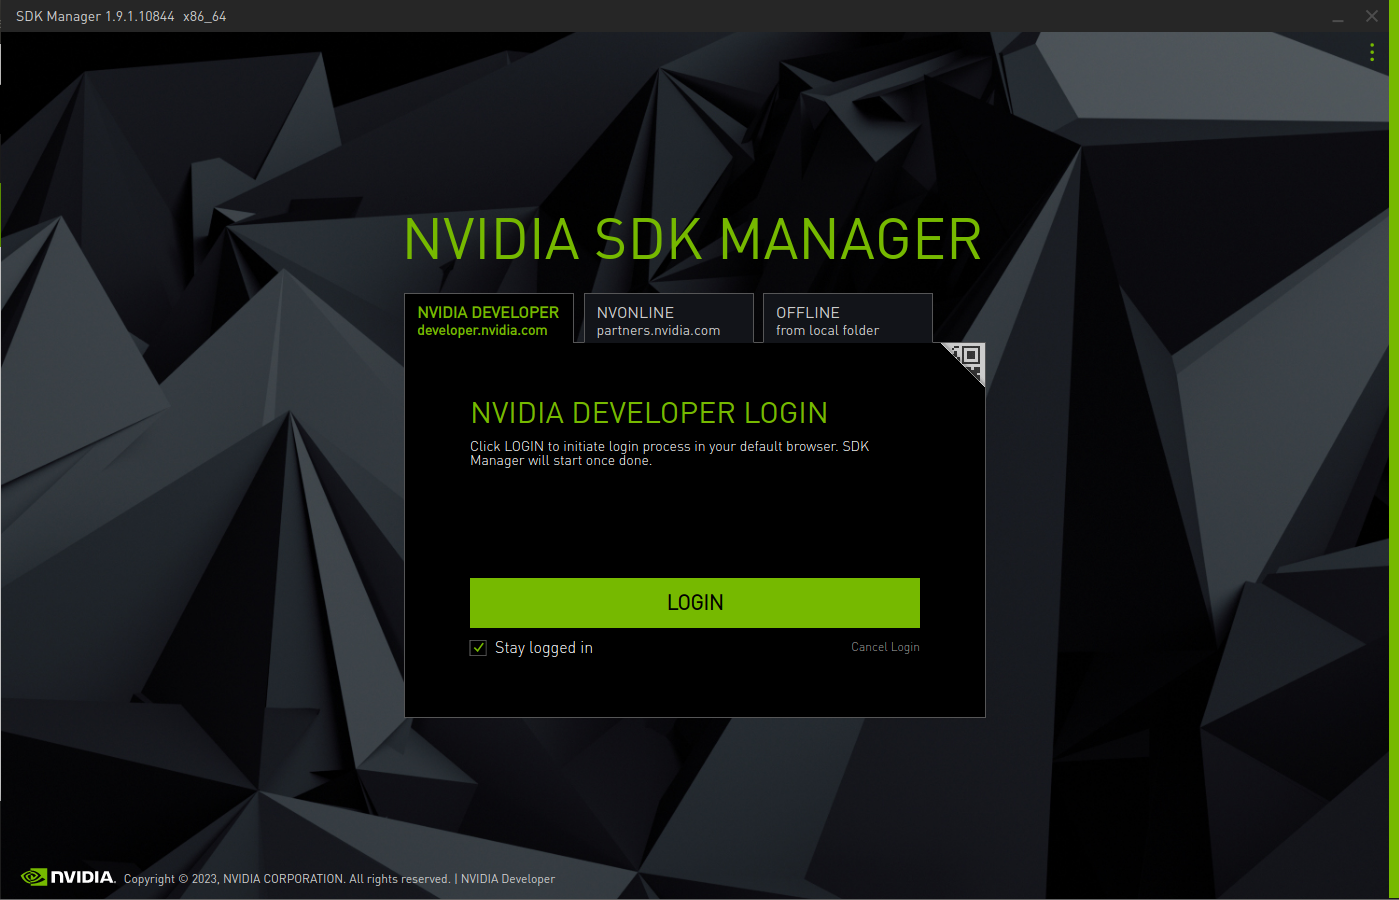 SDK Manager 1.9.1.10844 x86_64
NVIDIA SDK MANAGER
NVIDIA DEVELOPER
developer.nvidia.com
NVONLINE
partners.nvidia.com
OFFLINE
from local folder
NVIDIA DEVELOPER LOGIN
Click LOGIN to initiate login process in your default browser. SDK
Manager will start once done.
LOGIN
Stay logged in
Cancel Login
NVIDIA. Copyright © 2023, NVIDIA CORPORATION. All rights reserved. | NVIDIA Developer